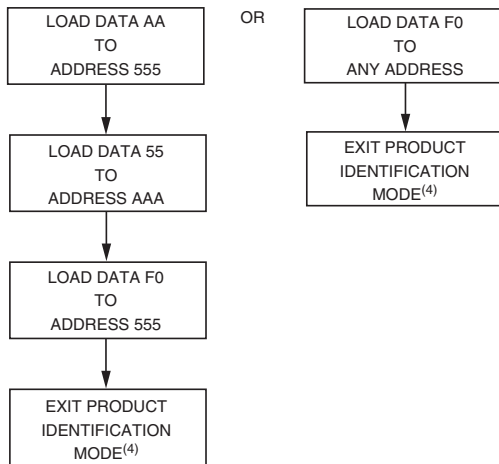 LOAD DATA AA
TO
ADDRESS 555
LOAD DATA 55
TO
ADDRESS AAA
LOAD DATA F0
TO
ADDRESS 555
EXIT PRODUCT
IDENTIFICATION
MODE(4)
OR
LOAD DATA F0
TO
ANY ADDRESS
EXIT PRODUCT
IDENTIFICATION
MODE(4)